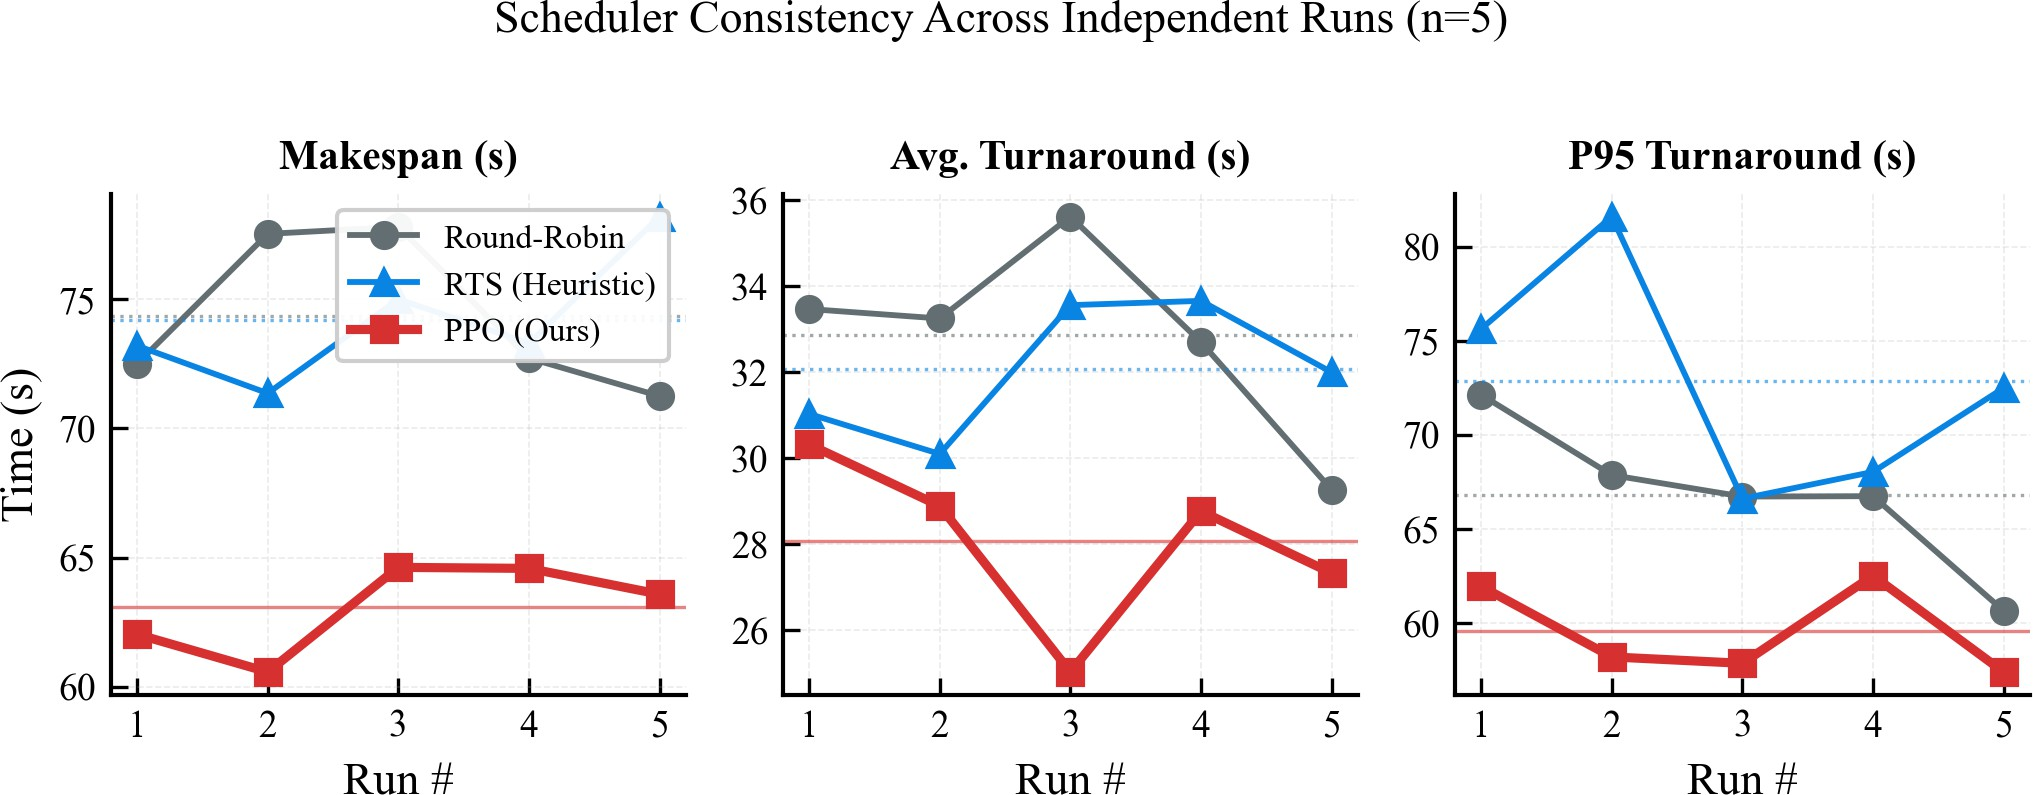 Scheduler Consistency Across Independent Runs (n=5)
Makespan (s)
Avg. Turnaround (s)
P95 Turnaround (s)
Time (s)
75
70
65
60
Round-Robin
RTS (Heuristic)
PPO (Ours)
1 2 3 4 5
Run #
36
34
32
30
28
26
1 2 3 4 5
Run #
80
75
70
65
60
1 2 3 4 5
Run #